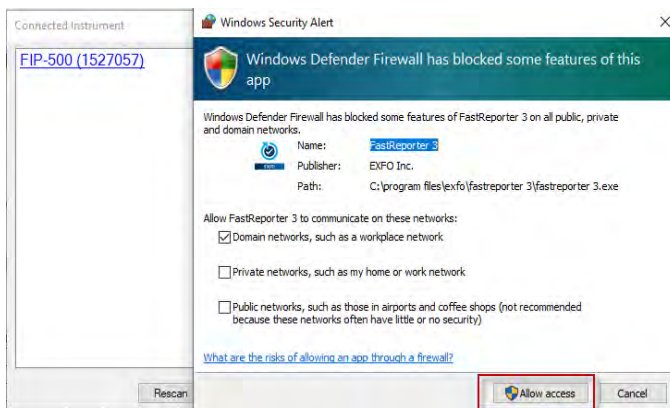 Connected Instrument
FIP-500 (1527057)
Rescan
Windows Security Alert
Windows Defender Firewall has blocked some features of this
app
Windows Defender Firewall has blocked some features of FastReporter 3 on all public, private
and domain networks.
Name: FastReporter 3
Publisher: EXFO Inc.
Path: C:\program files\exfo\fastreporter 3\fastreporter 3.exe
EXFO
Allow FastReporter 3 to communicate on these networks:
Domain networks, such as a workplace network
Private networks, such as my home or work network
Public networks, such as those in airports and coffee shops (not recommended
because these networks often have little or no security)
What are the risks of allowing an app through a firewall?
Allow access
Cancel